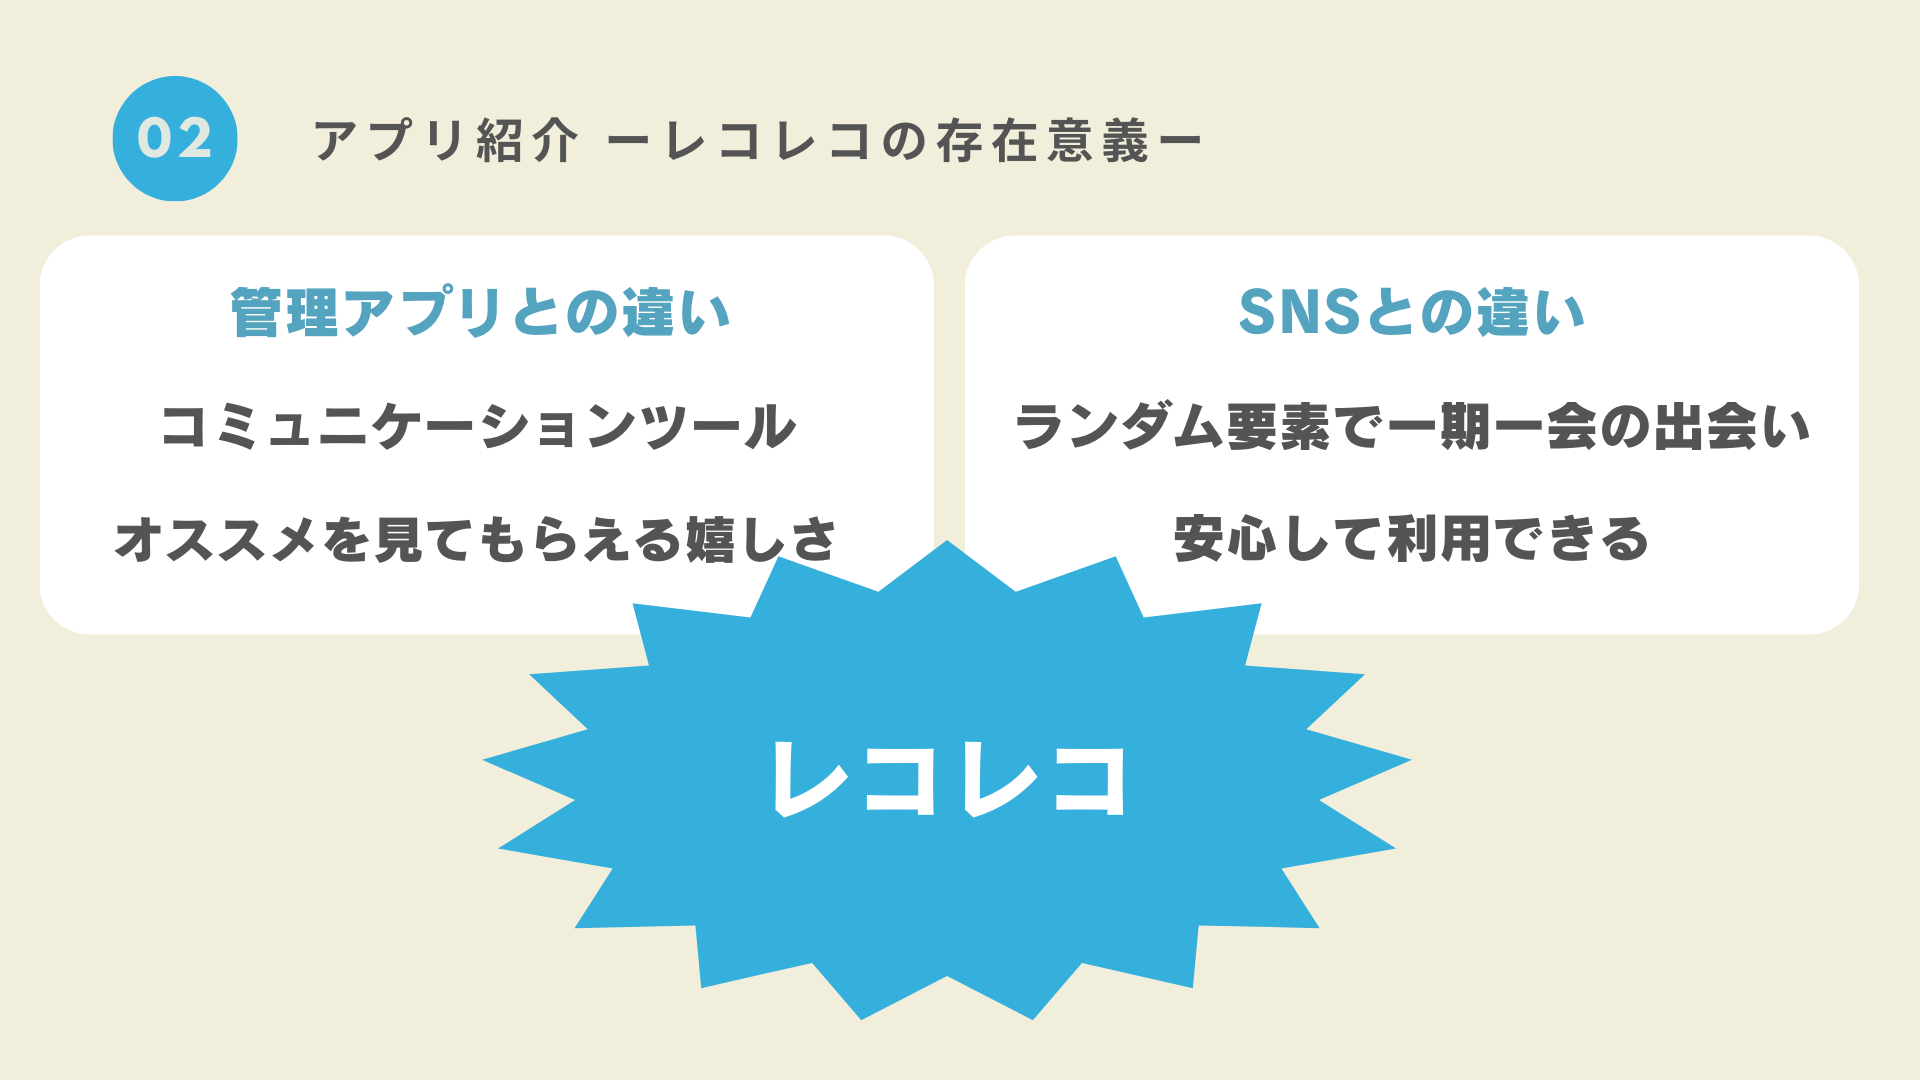 02
アプリ紹介 ーレコレコの存在意義ー
管理アプリとの違い
コミュニケーションツール
オススメを見てもらえる嬉しさ
SNSとの違い
ランダム要素で一期一会の出会い
安心して利用できる
レコレコ